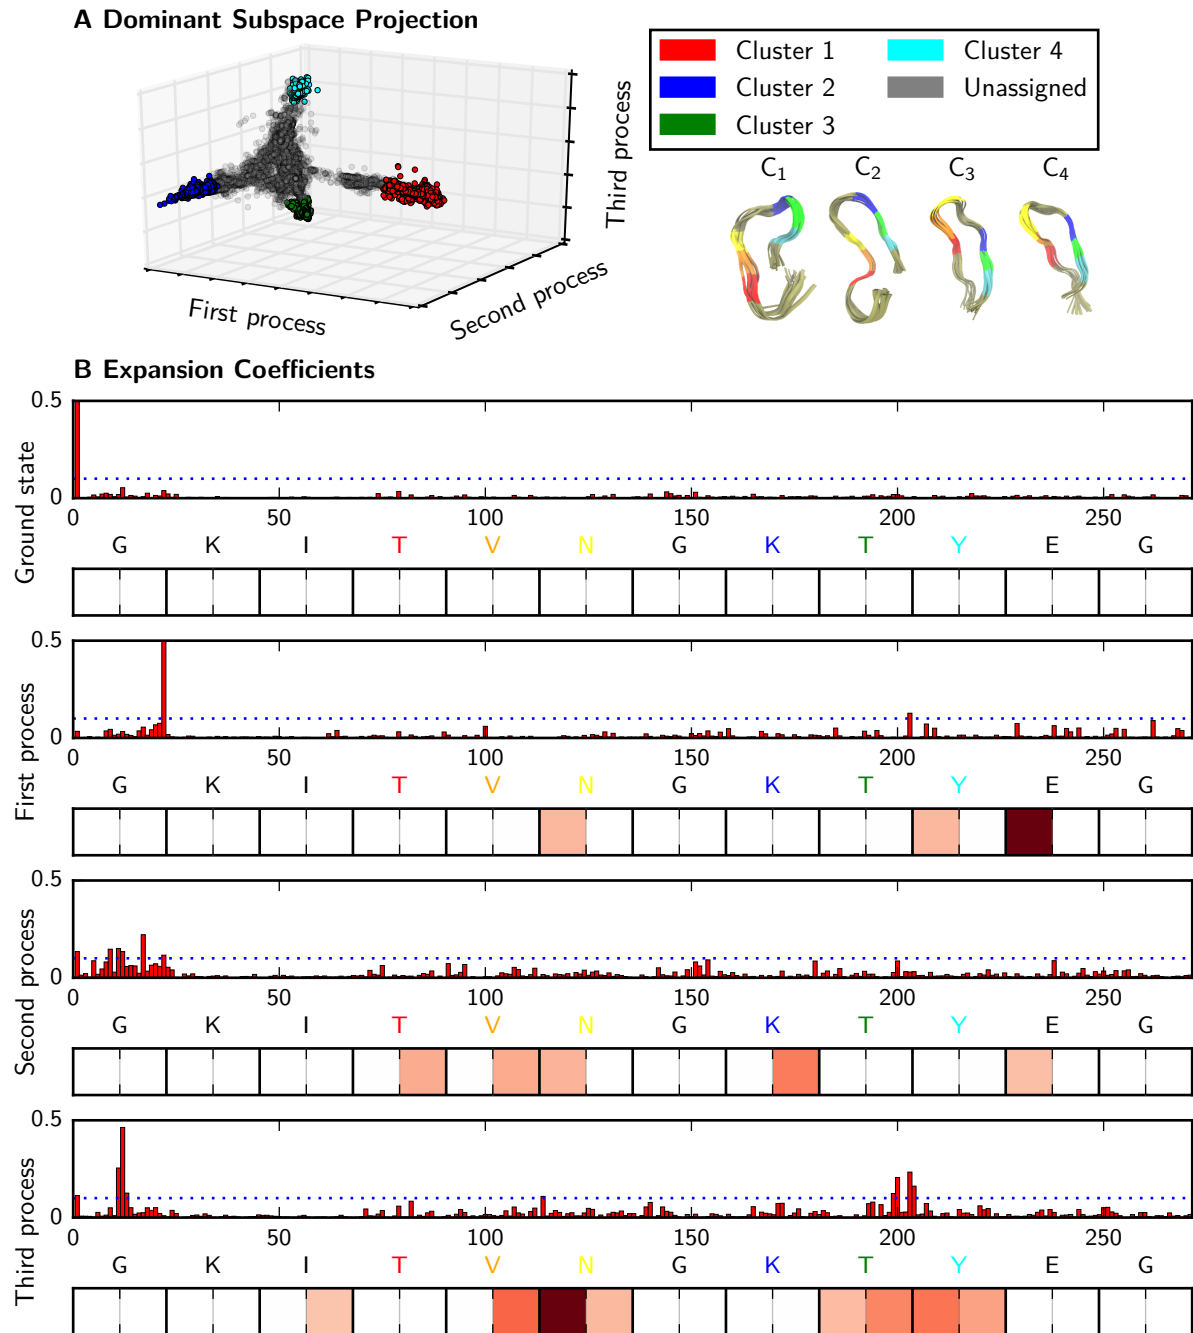 A Dominant Subspace Projection
First process
Second process
Third process
Cluster 1
Cluster 2
Cluster 3
Cluster 4
Unassigned
C1 C2 C3 C4
B Expansion Coefficients
Ground state
0.5
0
0 50 100 150 200 250
G K I T V N G K T Y E G
First process
0.5
0
0 50 100 150 200 250
G K I T V N G K T Y E G
Second process
0.5
0
0 50 100 150 200 250
G K I T V N G K T Y E G
Third process
0.5
0
0 50 100 150 200 250
G K I T V N G K T Y E G